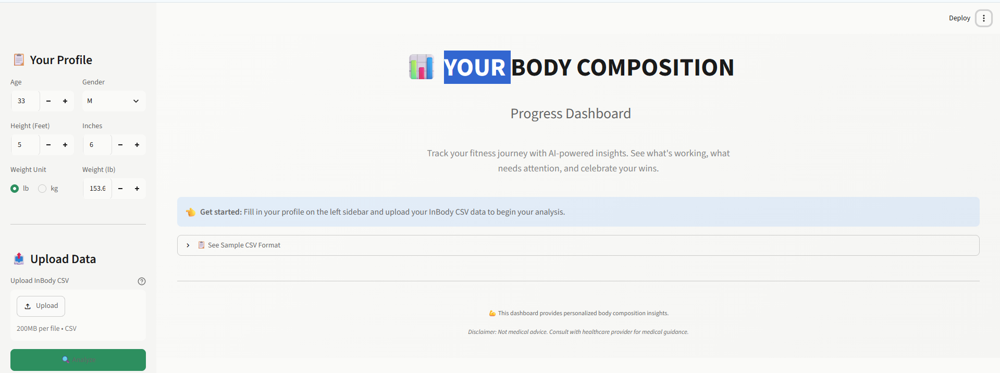 Deploy
Your Profile
Age
Gender
33
M
Height (Feet)
Inches
5
6
Weight Unit
Weight (lb)
lb
kg
153.6
Upload Data
Upload InBody CSV
Upload
200MB per file • CSV
Analyze
YOUR BODY COMPOSITION
Progress Dashboard
Track your fitness journey with AI-powered insights. See what's working, what
needs attention, and celebrate your wins.
Get started: Fill in your profile on the left sidebar and upload your InBody CSV data to begin your analysis.
See Sample CSV Format
This dashboard provides personalized body composition insights.
Disclaimer: Not medical advice. Consult with healthcare provider for medical guidance.